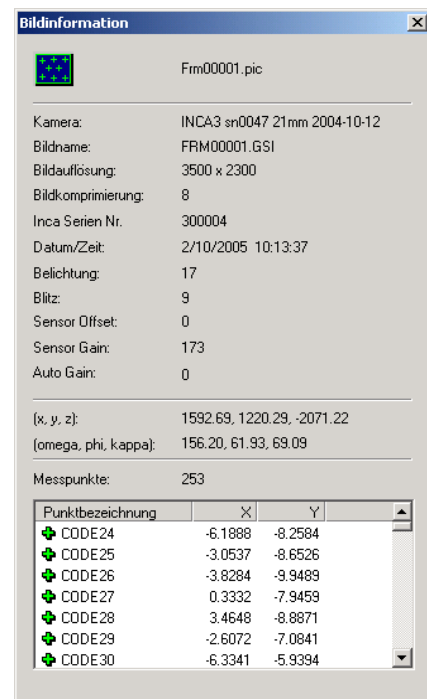 Bildinformation
Frm00001.pic
Kamera: INCA3 sn0047 21mm 2004-10-12
Bildname: FRM00001.GSI
Bildauflösung: 3500 x 2300
Bildkomprimierung: 8
Inca Serien Nr. 300004
Datum/Zeit: 2/10/2005 10:13:37
Belichtung: 17
Blitz: 9
Sensor Offset: 0
Sensor Gain: 173
Auto Gain: 0
(x, y, z): 1592.69, 1220.29, -2071.22
(omega, phi, kappa): 156.20, 61.93, 69.09
Messpunkte: 253
Punktbezeichnung X Y
CODE24 -6.1888 -8.2584
CODE25 -3.0537 -8.6526
CODE26 -3.8284 -9.9489
CODE27 0.3332 -7.9459
CODE28 3.4648 -8.8871
CODE29 -2.6072 -7.0841
CODE30 -6.3341 -5.9394